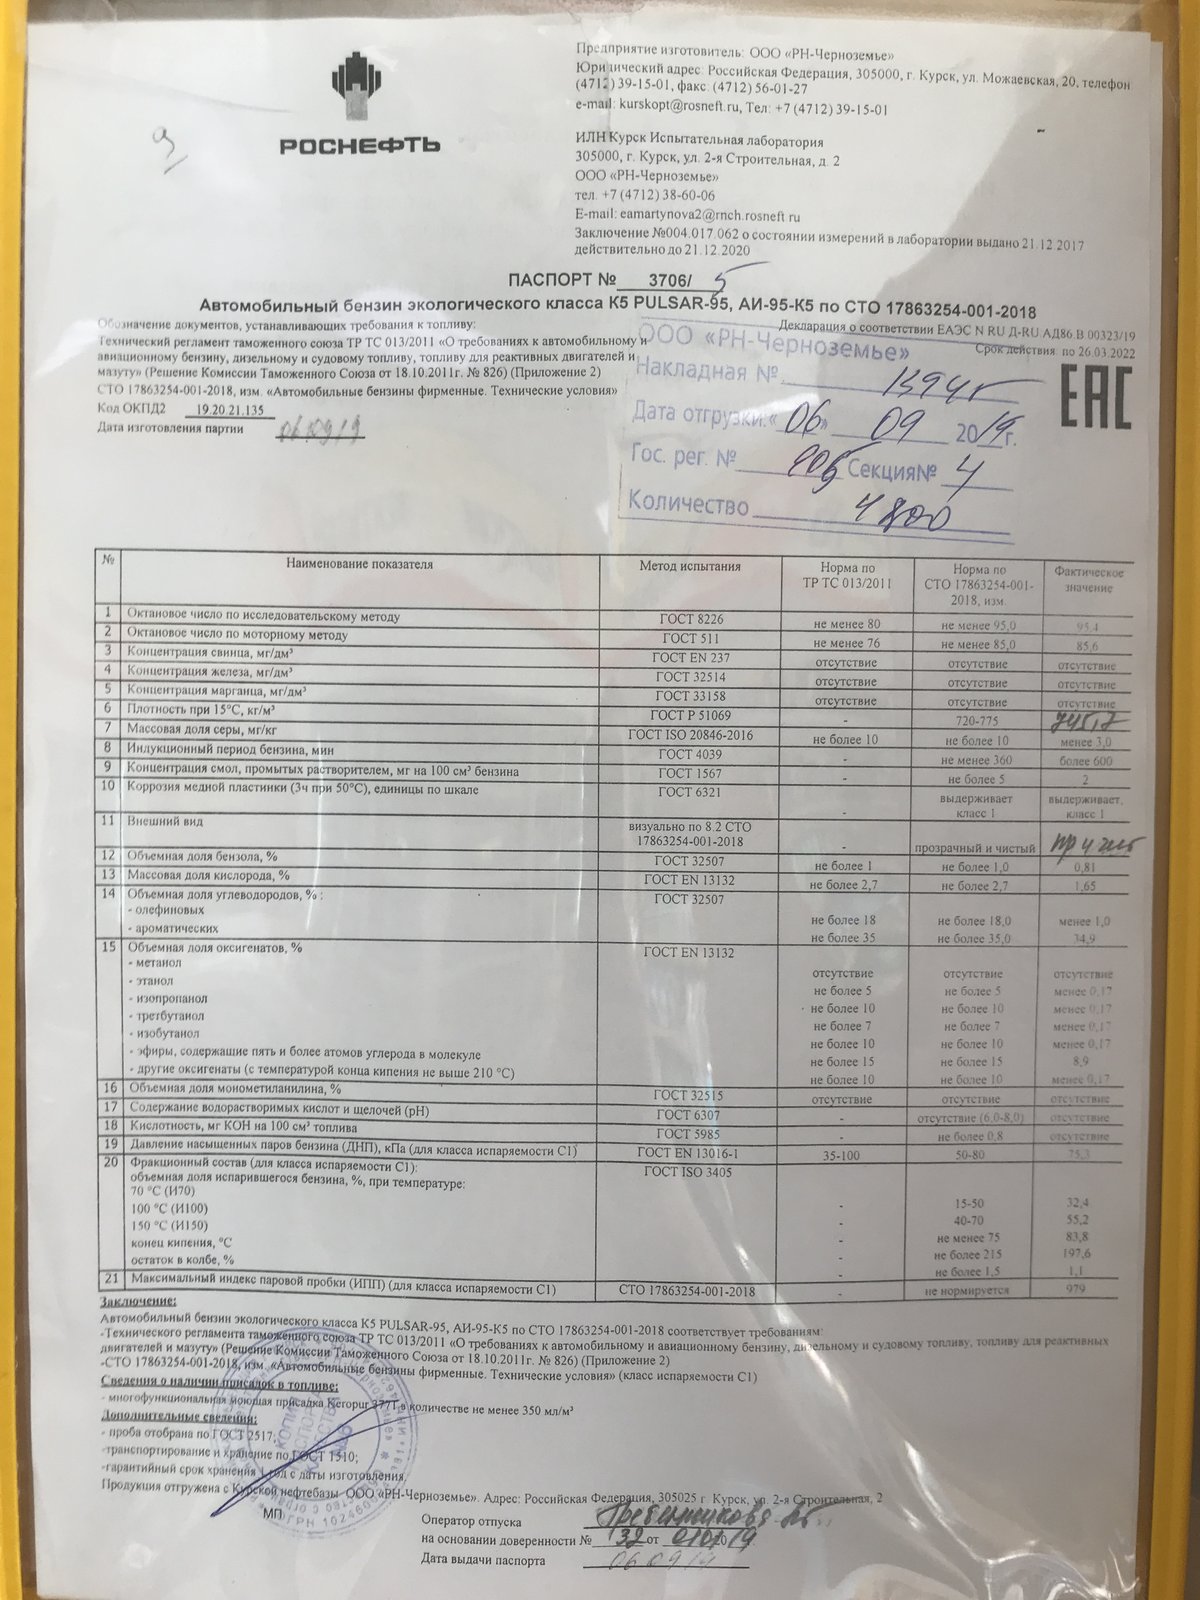 РОСНЕФТЬ
Предприятие изготовитель: ООО «РН-Черноземье»
Юридический адрес: Российская Федерация, 305000, г. Курск, ул. Можаевская, 20, телефон
(4712) 39-15-01, факс: (4712) 56-01-27
e-mail: kurskopt@rosneft.ru, Тел: +7 (4712) 39-15-01
ИЛН Курск Испытательная лаборатория
305000, г. Курск, ул. 2-я Строительная, д. 2
ООО «РН-Черноземье»
тел. +7 (4712) 38-60-06
E-mail: eamartynova2@rnch.rosneft.ru
Заключение №004.017.062 о состоянии измерений в лаборатории выдано 21.12.2017
действительно до 21.12.2020
ПАСПОРТ № 3706/ 5
Автомобильный бензин экологического класса К5 PULSAR-95, АИ-95-К5 по СТО 17863254-001-2018
Обозначение документов, устанавливающих требования к топливу:
Технический регламент таможенного союза ТР ТС 013/2011 «О требованиях к автомобильному и
авиационному бензину, дизельному и судовому топливу, топливу для реактивных двигателей и
мазуту» (Решение Комиссии Таможенного Союза от 18.10.2011г. № 826) (Приложение 2)
СТО 17863254-001-2018, изм. «Автомобильные бензины фирменные. Технические условия»
Код ОКПД2 19.20.21.135
Дата изготовления партии 060919
Декларация о соответствии ЕАЭС N RU Д-RU.АД86.В.00323/19
Срок действия: по 26.03.2022
EAC
ООО «РН-Черноземье»
Накладная №
Дата отгрузки: «06» 09 2019г.
Гос. рег. № 905 Секция№ 4
Количество 4800
№ Наименование показателя Метод испытания Норма по ТР ТС 013/2011 Норма по СТО 17863254-001-2018, изм. Фактическое значение
1 Октановое число по исследовательскому методу ГОСТ 8226 не менее 80 не менее 95,0 95,4
2 Октановое число по моторному методу ГОСТ 511 не менее 76 не менее 85,0 85,6
3 Концентрация свинца, мг/дм³ ГОСТ EN 237 отсутствие отсутствие отсутствие
4 Концентрация железа, мг/дм³ ГОСТ 32514 отсутствие отсутствие отсутствие
5 Концентрация марганца, мг/дм³ ГОСТ 33158 отсутствие отсутствие отсутствие
6 Плотность при 15°С, кг/м³ ГОСТ Р 51069 - 720-775 745,7
7 Массовая доля серы, мг/кг ГОСТ ISO 20846-2016 не более 10 не более 10 менее 3,0
8 Индукционный период бензина, мин ГОСТ 4039 - не менее 360 более 600
9 Концентрация смол, промытых растворителем, мг на 100 см³ бензина ГОСТ 1567 - не более 5 2
10 Коррозия медной пластинки (3ч при 50°С), единицы по шкале ГОСТ 6321 - выдерживает класс 1 выдерживает, класс 1
11 Внешний вид визуально по 8.2 СТО 17863254-001-2018 - прозрачный и чистый пр и чист
12 Объемная доля бензола, % ГОСТ 32507 не более 1 не более 1,0 0,81
13 Массовая доля кислорода, % ГОСТ EN 13132 не более 2,7 не более 2,7 1,65
14 Объемная доля углеводородов, % : ГОСТ 32507
- олефиновых не более 18 не более 18,0 менее 1,0
- ароматических не более 35 не более 35,0 34,9
15 Объемная доля оксигенатов, % ГОСТ EN 13132
- метанол отсутствие отсутствие отсутствие
- этанол не более 5 не более 5 менее 0,17
- изопропанол не более 10 не более 10 менее 0,17
- третбутанол не более 7 не более 7 менее 0,17
- изобутанол не более 10 не более 10 менее 0,17
- эфиры, содержащие пять и более атомов углерода в молекуле не более 15 не более 15 8,9
- другие оксигенаты (с температурой конца кипения не выше 210 °С) не более 10 не более 10 менее 0,17
16 Объемная доля монометиланилина, % ГОСТ 32515 отсутствие отсутствие отсутствие
17 Содержание водорастворимых кислот и щелочей (рН) ГОСТ 6307 - отсутствие (6,0-8,0) отсутствие
18 Кислотность, мг КОН на 100 см³ топлива ГОСТ 5985 - не более 0,8 отсутствие
19 Давление насыщенных паров бензина (ДНП), кПа (для класса испаряемости С1) ГОСТ EN 13016-1 35-100 50-80 75,3
20 Фракционный состав (для класса испаряемости С1): ГОСТ ISO 3405
объемная доля испарившегося бензина, %, при температуре:
70 °С (И70) - 15-50 32,4
100 °С (И100) - 40-70 55,2
150 °С (И150) - не менее 75 83,8
конец кипения, °С - не более 215 197,6
остаток в колбе, % - не более 1,5 1,1
21 Максимальный индекс паровой пробки (ИПП) (для класса испаряемости С1) СТО 17863254-001-2018 - не нормируется 979
Заключение:
Автомобильный бензин экологического класса К5 PULSAR-95, АИ-95-К5 по СТО 17863254-001-2018 соответствует требованиям:
-Технического регламента таможенного союза ТР ТС 013/2011 «О требованиях к автомобильному и авиационному бензину, дизельному и судовому топливу, топливу для реактивных
двигателей и мазуту» (Решение Комиссии Таможенного Союза от 18.10.2011г. № 826) (Приложение 2)
-СТО 17863254-001-2018, изм. «Автомобильные бензины фирменные. Технические условия» (класс испаряемости С1)
Сведения о наличии присадок в топливе:
- многофункциональная моющая присадка Keropur 377T в количестве не менее 350 мл/м³
Дополнительные сведения:
- проба отобрана по ГОСТ 2517;
-транспортирование и хранение по ГОСТ 1510;
-гарантийный срок хранения 1 год с даты изготовления.
Продукция отгружена с Курской нефтебазы ООО «РН-Черноземье». Адрес: Российская Федерация, 305025 г. Курск, ул. 2-я Строительная, 2
МП
КОПИЯ
Оператор отпуска
на основании доверенности № 32 от
Дата выдачи паспорта 060919